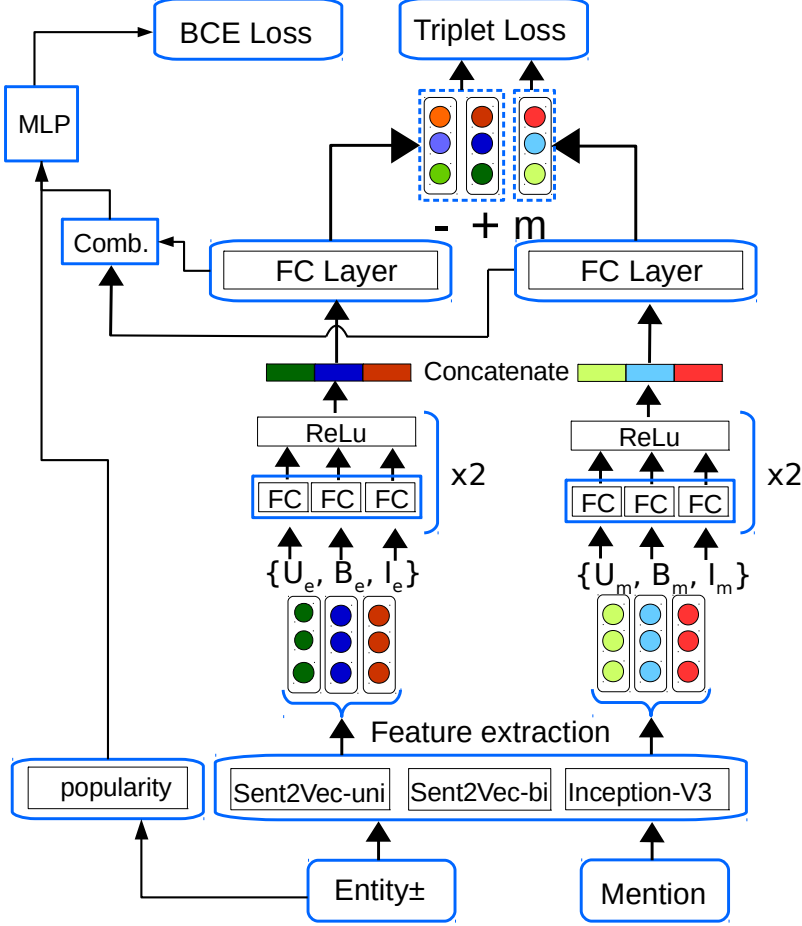 BCE Loss
Triplet Loss
MLP
- + m
Comb.
FC Layer
FC Layer
Concatenate
ReLu
ReLu
x2
x2
FC FC FC
FC FC FC
{Ue, Be, Ie}
{Um, Bm, Im}
Feature extraction
popularity
Sent2Vec-uni
Sent2Vec-bi
Inception-V3
Entity±
Mention